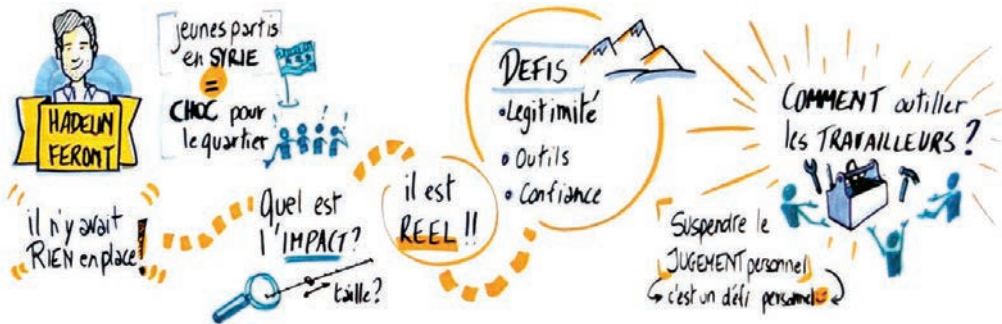 HADELIN
FERONT
jeunes partis
en SYRIE
=
CHOC pour
le quartier
il n'y avait
RIEN en place !
Quel est
l'IMPACT?
taille?
il est
REEL !!
DEFIS
• Légitimité
• Outils
• Confiance
COMMENT outiller
les TRAVAILLEURS?
Suspendre le
JUGEMENT personnel
c'est un défi personnel